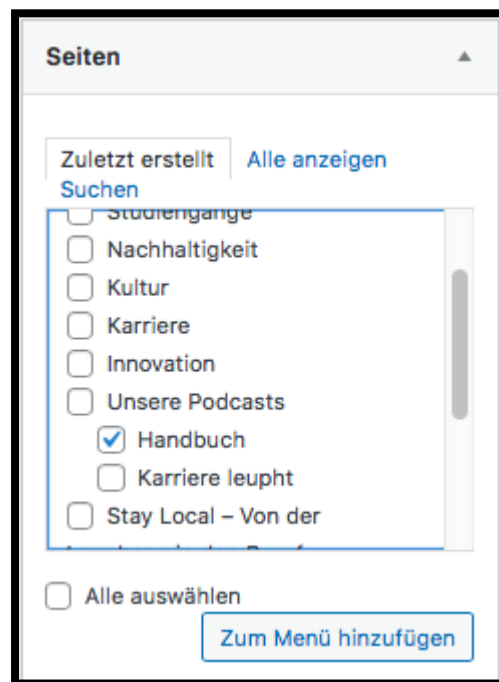 Seiten
Zuletzt erstellt Alle anzeigen
Suchen
Studiengänge
Nachhaltigkeit
Kultur
Karriere
Innovation
Unsere Podcasts
Handbuch
Karriere leupht
Stay Local – Von der
Alle auswählen
Zum Menü hinzufügen